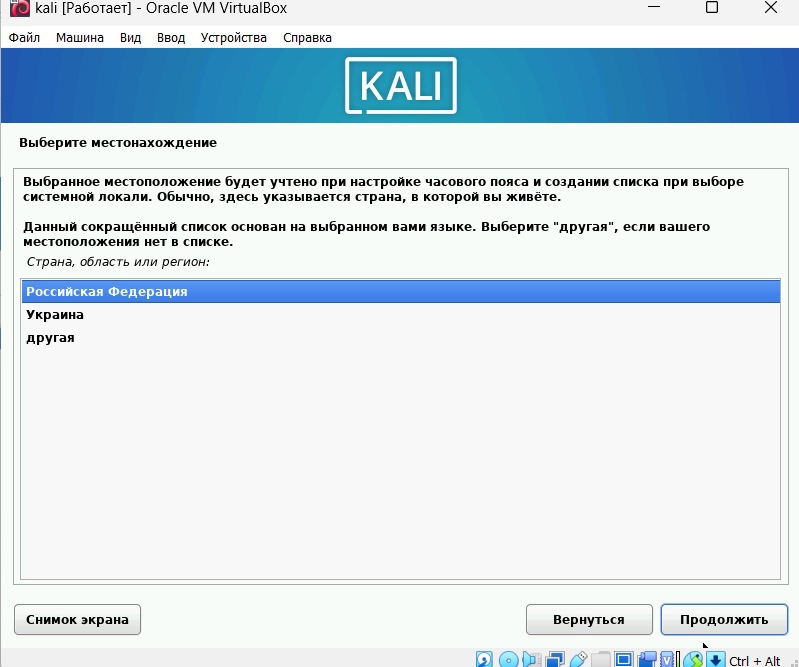 kali [Работает] - Oracle VM VirtualBox
Файл Машина Вид Ввод Устройства Справка
KALI
Выберите местонахождение
Выбранное местоположение будет учтено при настройке часового пояса и создании списка при выборе
системной локали. Обычно, здесь указывается страна, в которой вы живёте.
Данный сокращённый список основан на выбранном вами языке. Выберите "другая", если вашего
местоположения нет в списке.
Страна, область или регион:
Российская Федерация
Украина
другая
Снимок экрана Вернуться Продолжить
Ctrl + Alt